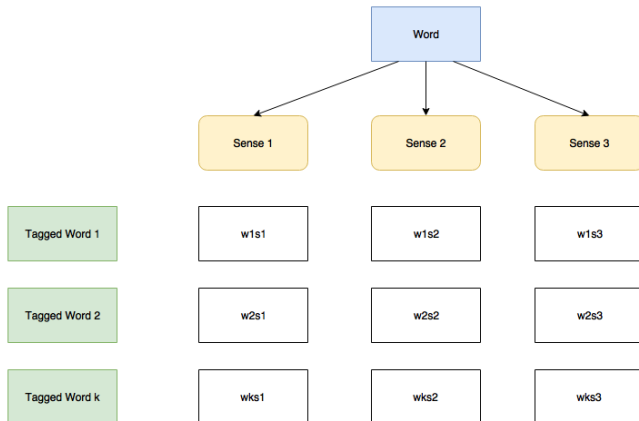 Word
Sense 1
Sense 2
Sense 3
Tagged Word 1
w1s1
w1s2
w1s3
Tagged Word 2
w2s1
w2s2
w2s3
Tagged Word k
wks1
wks2
wks3